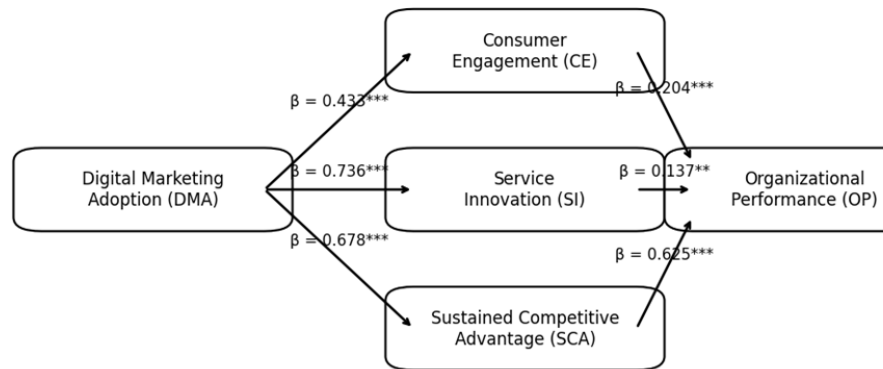 Consumer
Engagement (CE)
β = 0.433***
β = 0.204***
Digital Marketing
Adoption (DMA)
β = 0.736***
Service
Innovation (SI)
β = 0.137**
Organizational
Performance (OP)
β = 0.678***
β = 0.625***
Sustained Competitive
Advantage (SCA)